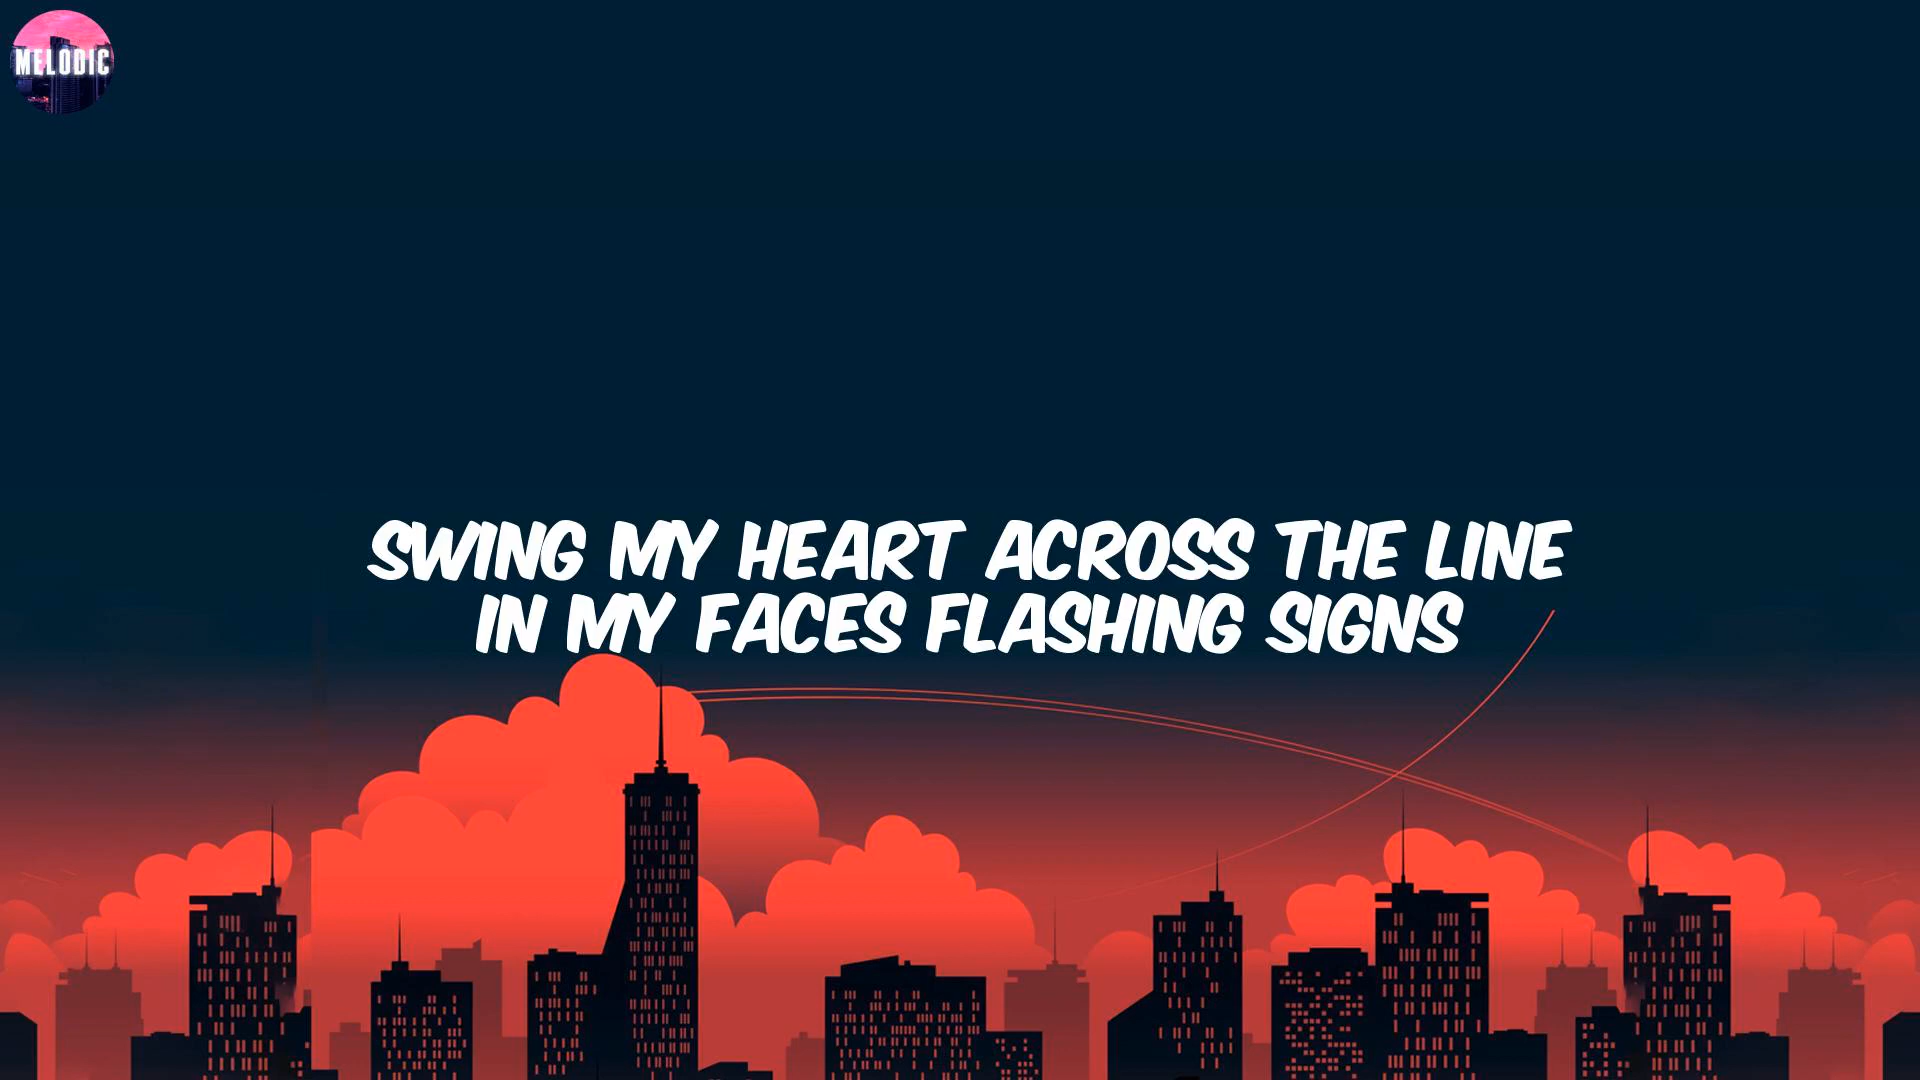 MELODIC
SWING MY HEART ACROSS THE LINE
IN MY FACES FLASHING SIGNS